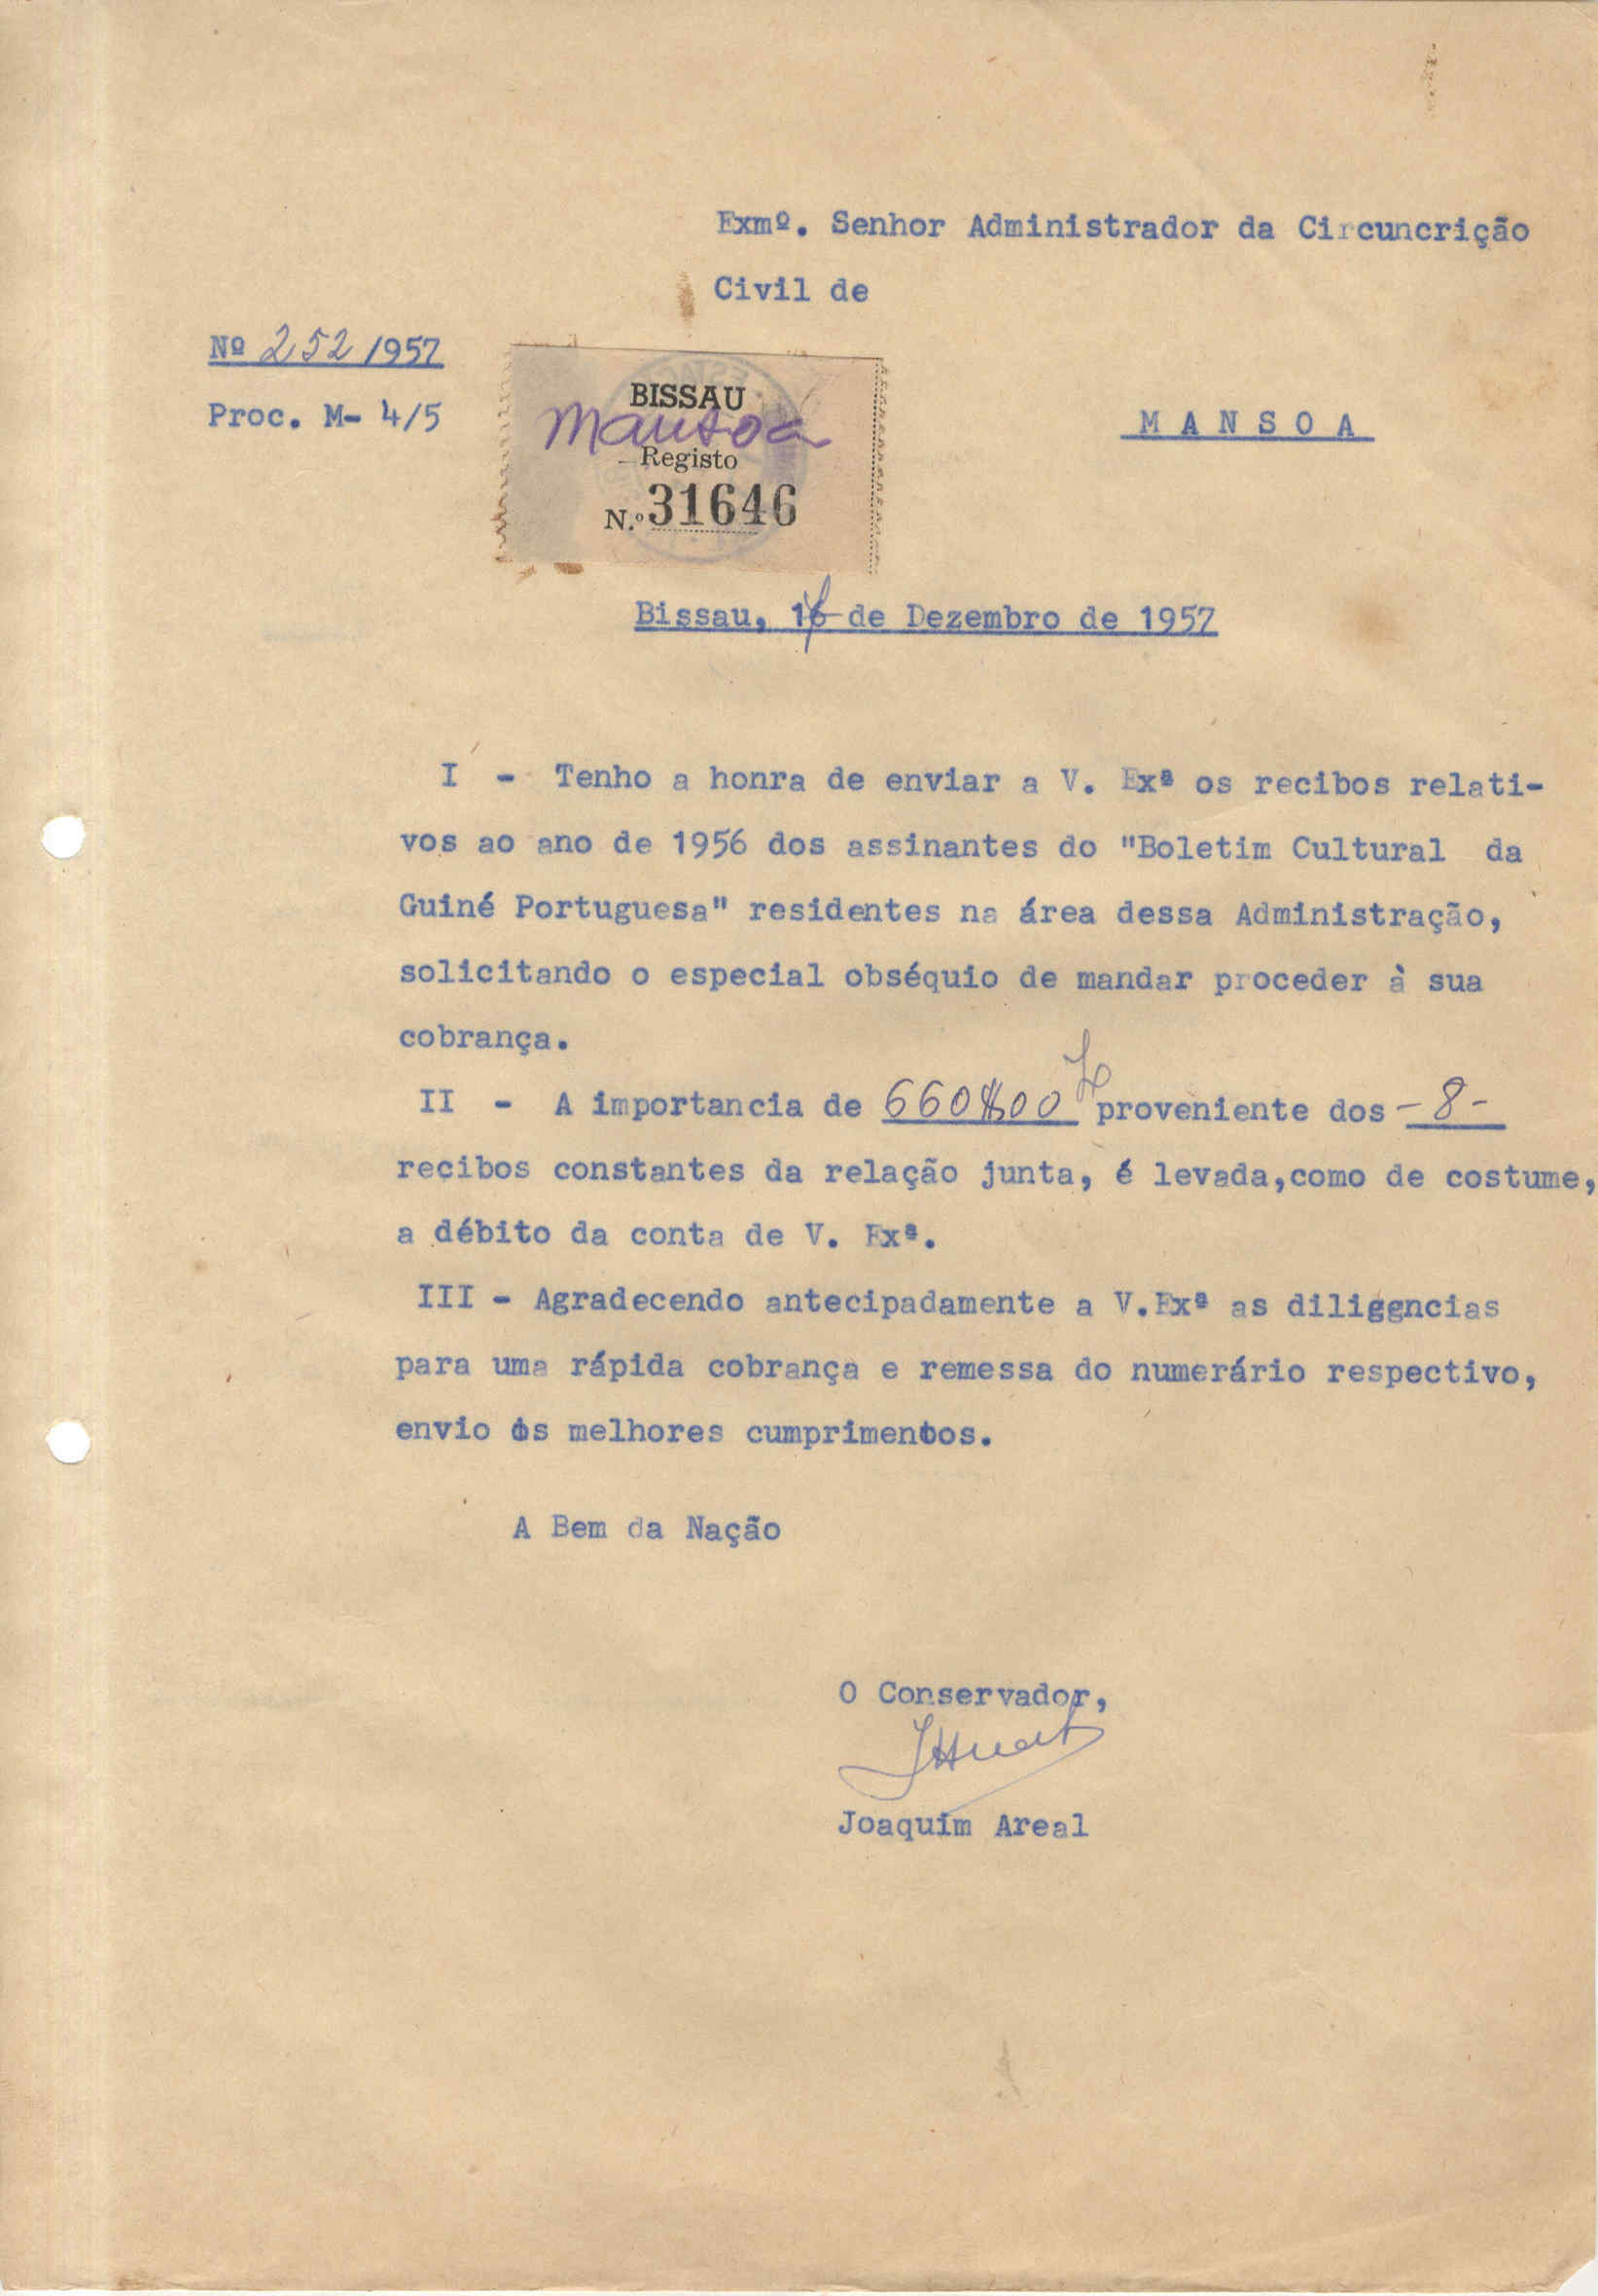 Exmº. Senhor Administrador da Circuncrição
Civil de
Nº 252/1957
Proc. M- 4/5
BISSAU
Mansoa
Registo
N.º 31646
MANSOA
Bissau, de Dezembro de 1957
I - Tenho a honra de enviar a V. Exª os recibos relati-
vos ao ano de 1956 dos assinantes do "Boletim Cultural da
Guiné Portuguesa" residentes na área dessa Administração,
solicitando o especial obséquio de mandar proceder à sua
cobrança.
II - A importancia de 660$00 proveniente dos -8-
recibos constantes da relação junta, é levada,como de costume,
a débito da conta de V. Exª.
III - Agradecendo antecipadamente a V.Exª as diliggncias
para uma rápida cobrança e remessa do numerário respectivo,
envio os melhores cumprimentos.
A Bem da Nação
O Conservador,
Joaquim Areal